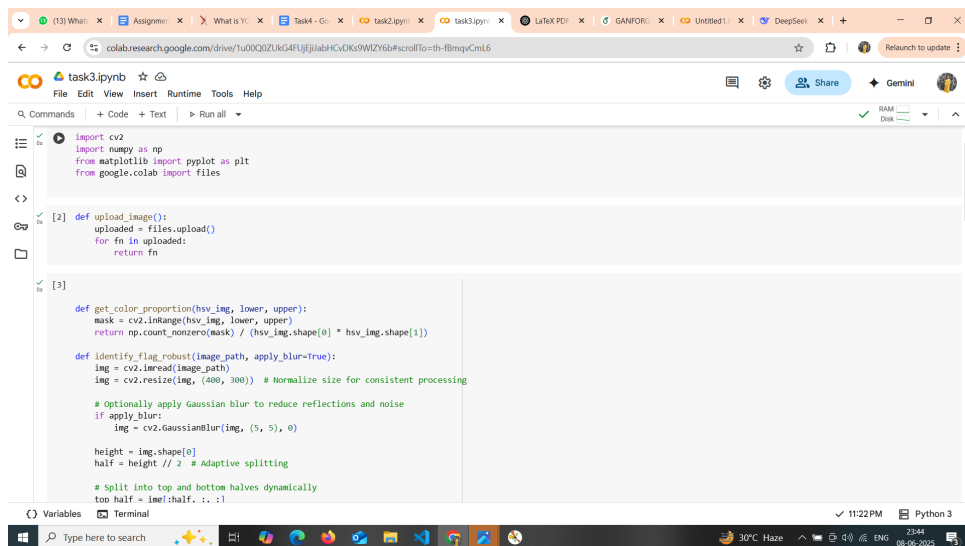 (13) Whats
Assignmen
What is YC
Task4 - Go
task2.ipynb
task3.ipynb
LaTeX PDF
GANFORG
Untitled1.i
DeepSeek
colab.research.google.com/drive/1u00Q0ZUkG4FUjEjiJabHCvDKs9WlZY6b#scrollTo=th-fBmqvCmL6
Relaunch to update
task3.ipynb
File Edit View Insert Runtime Tools Help
Share
Gemini
Commands + Code + Text Run all
RAM
Disk
0s
import cv2
import numpy as np
from matplotlib import pyplot as plt
from google.colab import files
0s
[2] def upload_image():
uploaded = files.upload()
for fn in uploaded:
return fn
0s
[3]
def get_color_proportion(hsv_img, lower, upper):
mask = cv2.inRange(hsv_img, lower, upper)
return np.count_nonzero(mask) / (hsv_img.shape[0] * hsv_img.shape[1])
def identify_flag_robust(image_path, apply_blur=True):
img = cv2.imread(image_path)
img = cv2.resize(img, (400, 300)) # Normalize size for consistent processing
# Optionally apply Gaussian blur to reduce reflections and noise
if apply_blur:
img = cv2.GaussianBlur(img, (5, 5), 0)
height = img.shape[0]
half = height // 2 # Adaptive splitting
# Split into top and bottom halves dynamically
top_half = img[:half, :, :]
Variables Terminal
11:22 PM Python 3
Type here to search
30°C Haze
ENG
23:44
08-06-2025
3